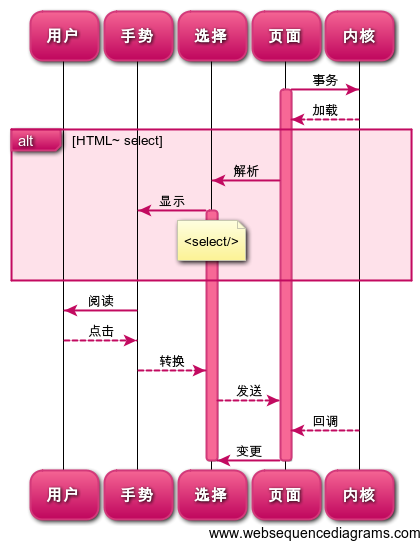 用户 手势 选择 页面 内核
事务
加载
alt [HTML~ select]
解析
显示
<select/>
阅读
点击
转换
发送
回调
变更
用户 手势 选择 页面 内核
www.websequencediagrams.com